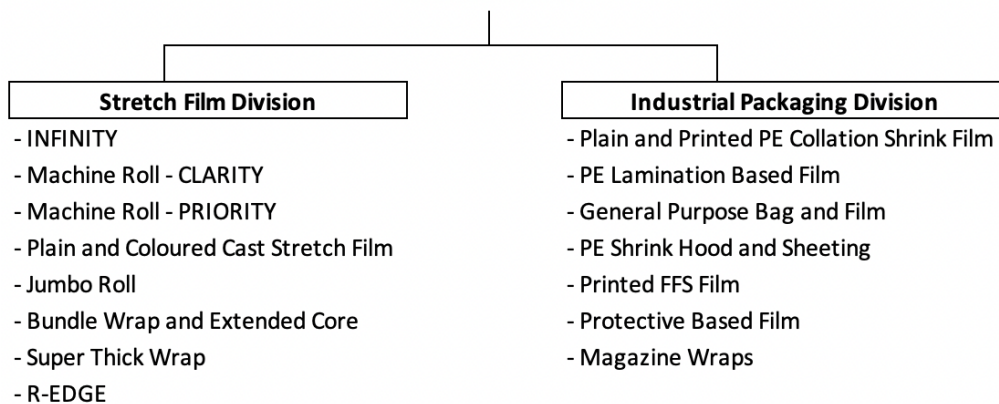 Stretch Film Division
- INFINITY
- Machine Roll - CLARITY
- Machine Roll - PRIORITY
- Plain and Coloured Cast Stretch Film
- Jumbo Roll
- Bundle Wrap and Extended Core
- Super Thick Wrap
- R-EDGE
Industrial Packaging Division
- Plain and Printed PE Collation Shrink Film
- PE Lamination Based Film
- General Purpose Bag and Film
- PE Shrink Hood and Sheeting
- Printed FFS Film
- Protective Based Film
- Magazine Wraps